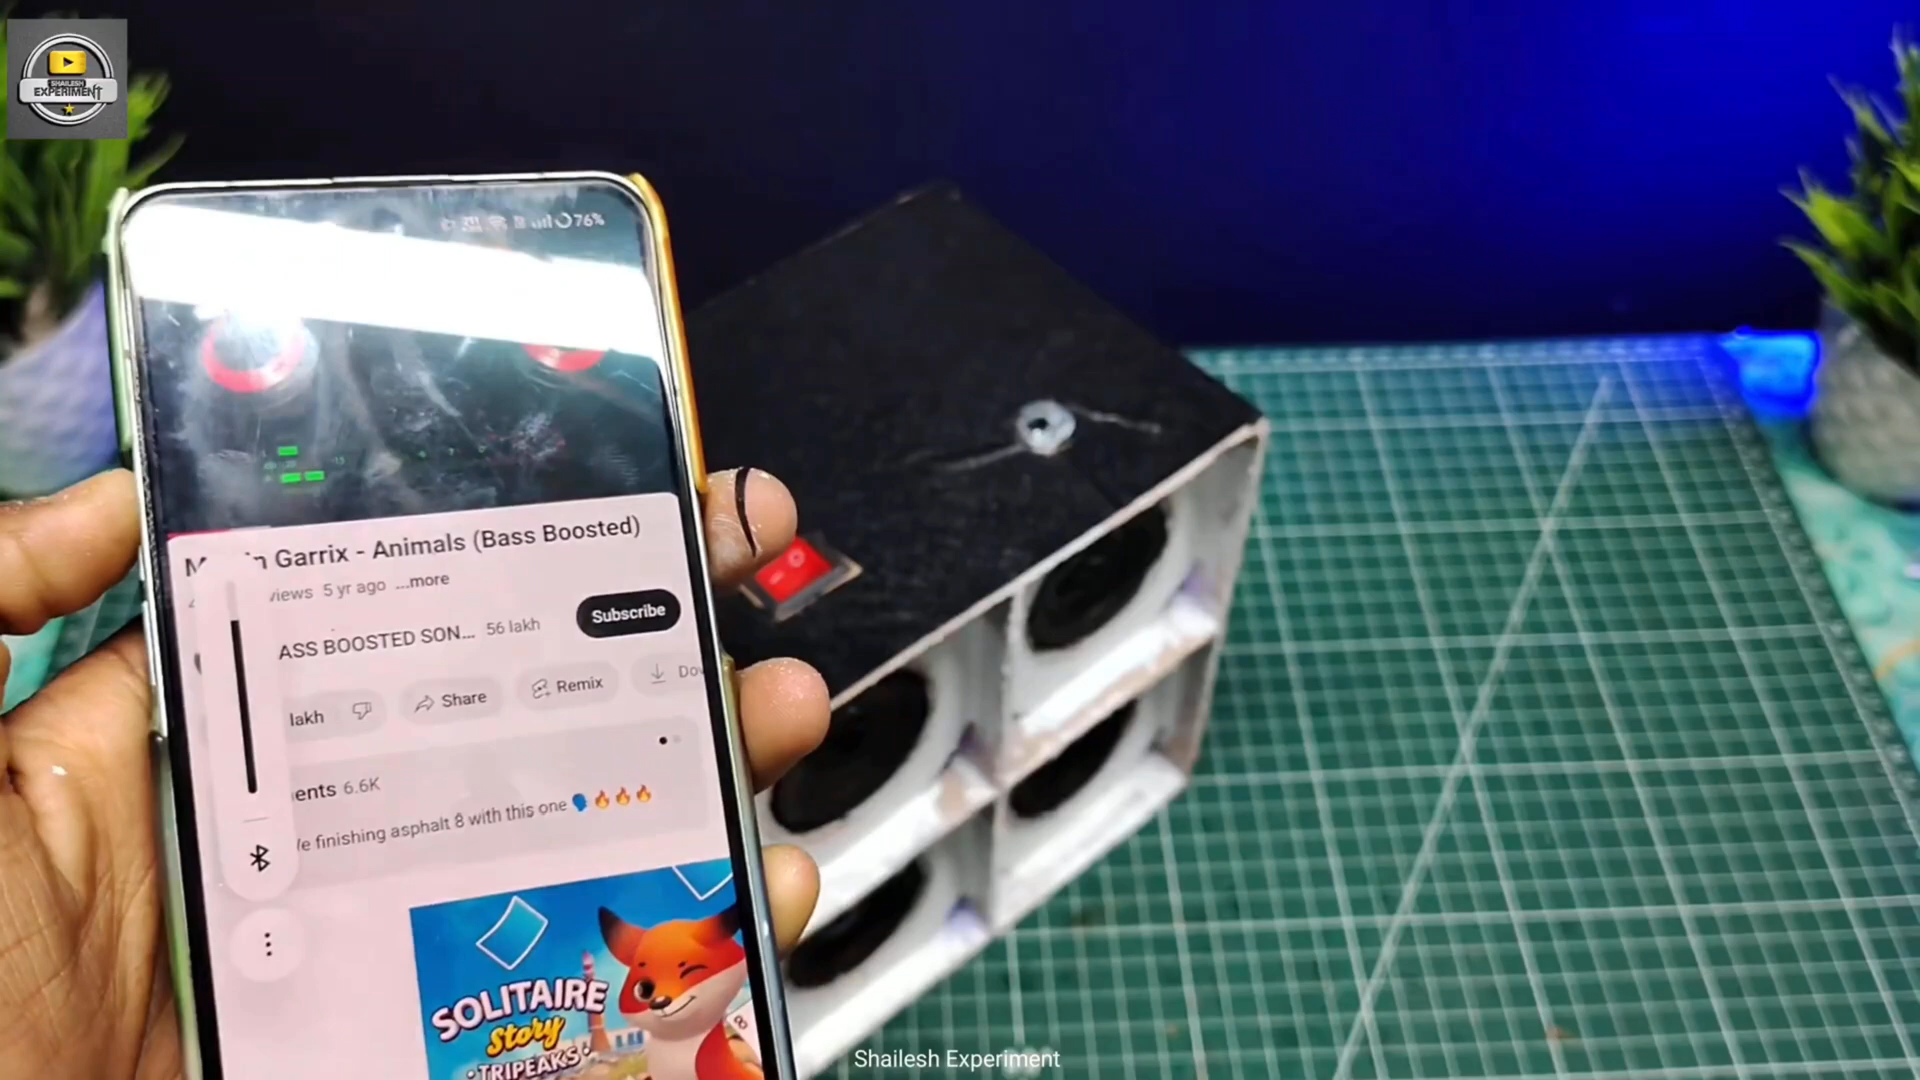 SHAILESH
EXPERIMENT
76%
Garrix - Animals (Bass Boosted)
views 5 yr ago ...more
ASS BOOSTED SON... 56 lakh
Subscribe
lakh
Share
Remix
Dow
ents 6.6K
finishing asphalt 8 with this one 🗣🔥🔥🔥
SOLITAIRE
Story
•TRIPEAKS•
Shailesh Experiment